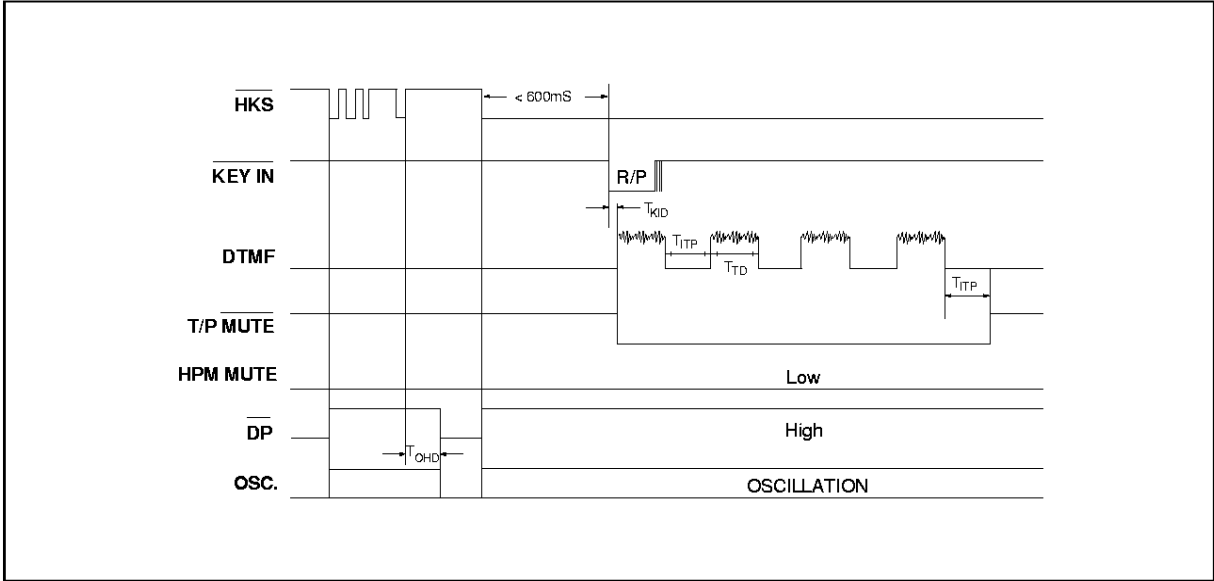 HKS
< 600mS
KEY IN
R/P
TKID
DTMF
TITP
TTD
TITP
T/P MUTE
HPM MUTE
Low
DP
High
TOHD
OSC.
OSCILLATION